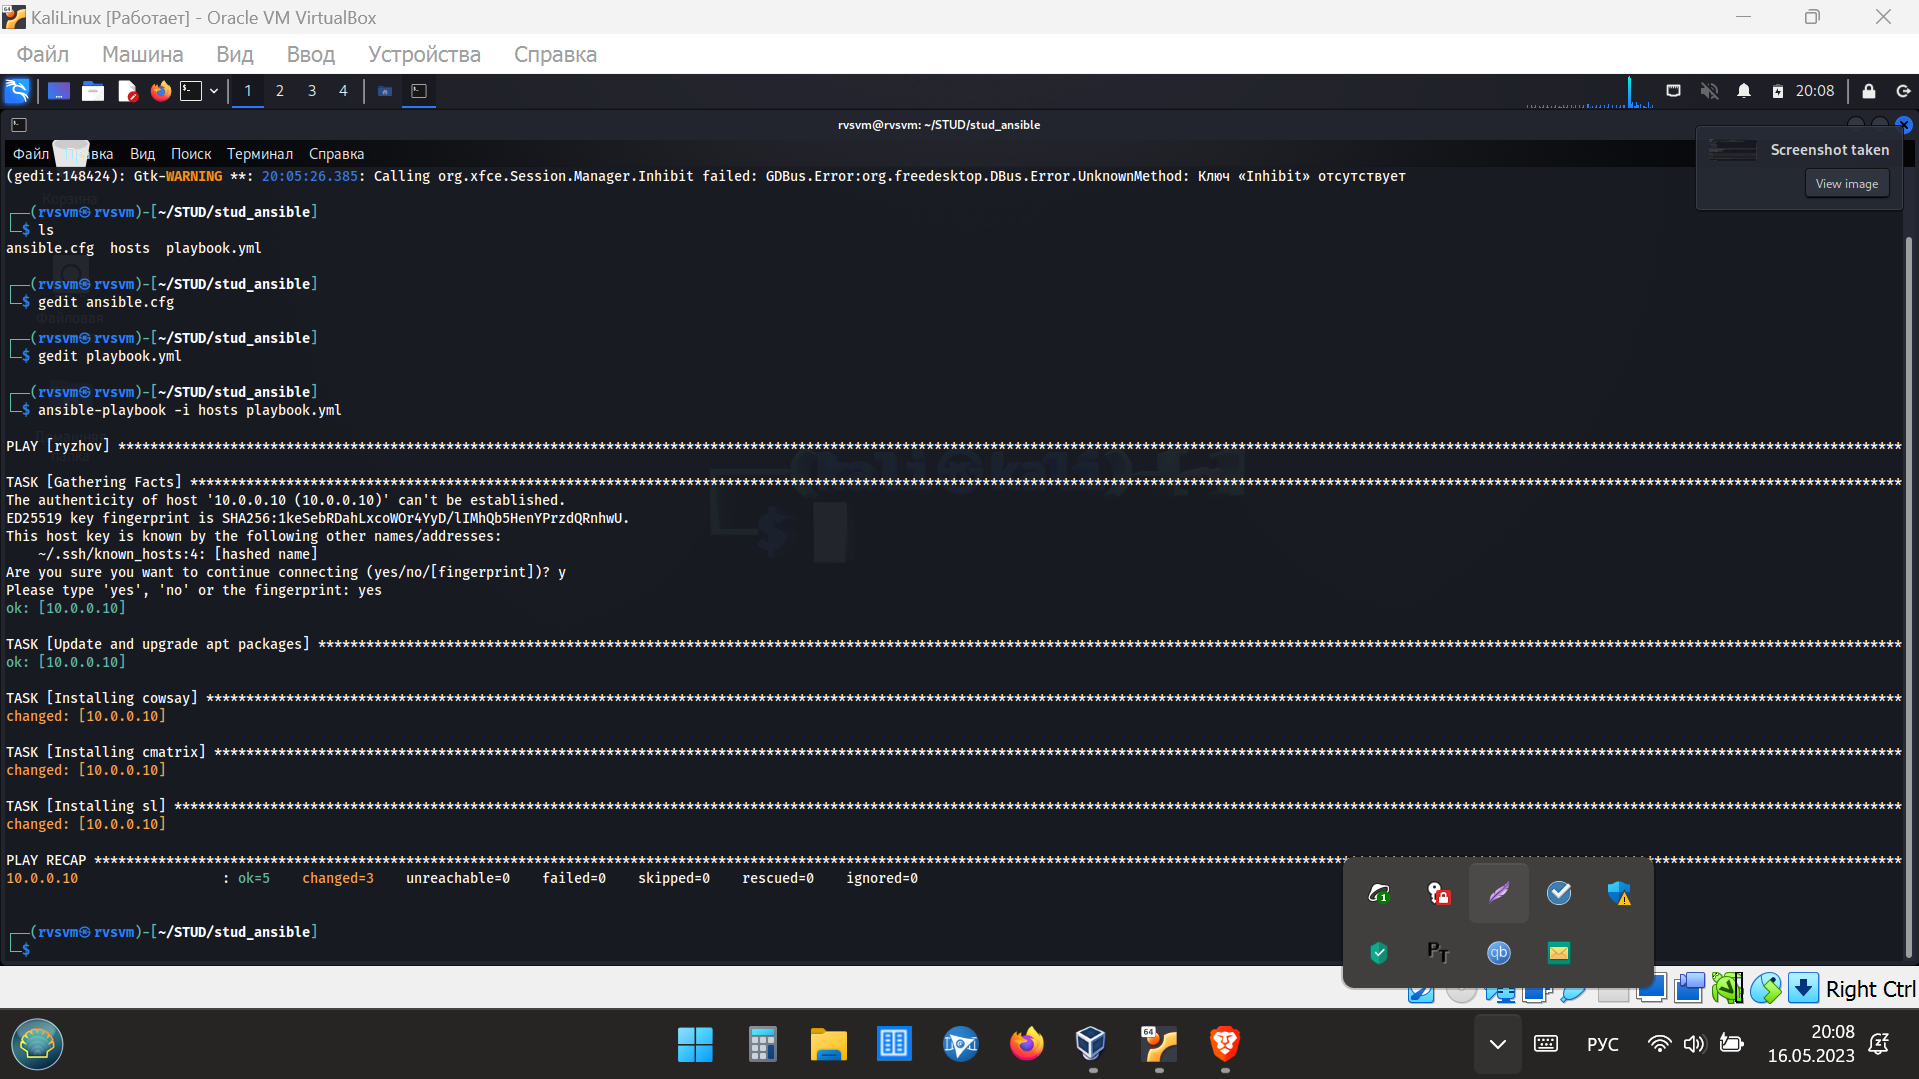 KaliLinux [Работает] - Oracle VM VirtualBox
Файл Машина Вид Ввод Устройства Справка
1 2 3 4 20:08
rvsvm@rvsvm: ~/STUD/stud_ansible
Файл Правка Вид Поиск Терминал Справка
Screenshot taken
View image
(gedit:148424): Gtk-WARNING **: 20:05:26.385: Calling org.xfce.Session.Manager.Inhibit failed: GDBus.Error:org.freedesktop.DBus.Error.UnknownMethod: Ключ «Inhibit» отсутствует
Корзина
┌──(rvsvm㉿rvsvm)-[~/STUD/stud_ansible]
└─$ ls
ansible.cfg hosts playbook.yml
┌──(rvsvm㉿rvsvm)-[~/STUD/stud_ansible]
└─$ gedit ansible.cfg
Файловая
┌──(rvsvm㉿rvsvm)-[~/STUD/stud_ansible]
└─$ gedit playbook.yml
┌──(rvsvm㉿rvsvm)-[~/STUD/stud_ansible]
└─$ ansible-playbook -i hosts playbook.yml
PLAY [ryzhov] ****************
TASK [Gathering Facts] ****************
The authenticity of host '10.0.0.10 (10.0.0.10)' can't be established.
ED25519 key fingerprint is SHA256:1keSebRDahLxcoWOr4YyD/lIMhQb5HenYPrzdQRnhwU.
This host key is known by the following other names/addresses:
~/.ssh/known_hosts:4: [hashed name]
Are you sure you want to continue connecting (yes/no/[fingerprint])? y
Please type 'yes', 'no' or the fingerprint: yes
ok: [10.0.0.10]
TASK [Update and upgrade apt packages] ****************
ok: [10.0.0.10]
TASK [Installing cowsay] ****************
changed: [10.0.0.10]
TASK [Installing cmatrix] ****************
changed: [10.0.0.10]
TASK [Installing sl] ****************
changed: [10.0.0.10]
PLAY RECAP ****************
10.0.0.10 : ok=5 changed=3 unreachable=0 failed=0 skipped=0 rescued=0 ignored=0
┌──(rvsvm㉿rvsvm)-[~/STUD/stud_ansible]
└─$
PT qb
Right Ctrl
64
РУС
20:08
16.05.2023